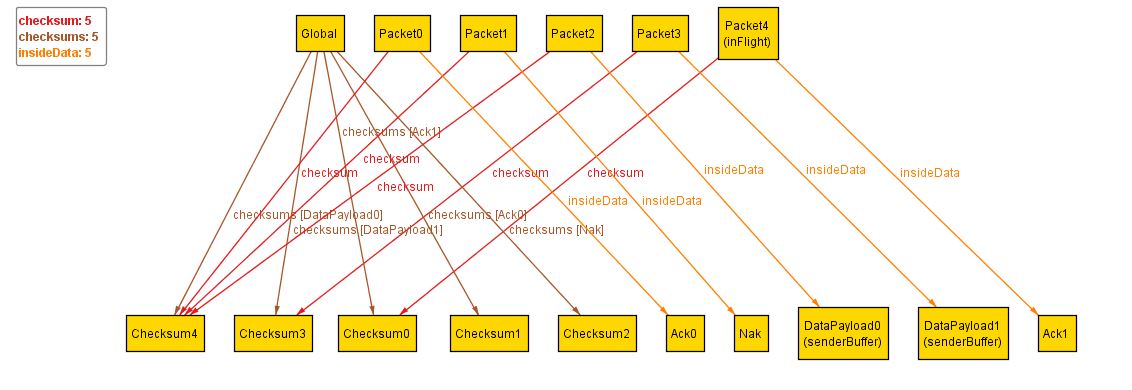 checksum: 5
checksums: 5
insideData: 5
Global
Packet0
Packet1
Packet2
Packet3
Packet4
(inFlight)
checksums [Ack1]
checksum
checksum
checksum
checksum
checksum
insideData
insideData
insideData
insideData
insideData
checksums [DataPayload0]
checksums [Ack0]
checksums [DataPayload1]
checksums [Nak]
Checksum4
Checksum3
Checksum0
Checksum1
Checksum2
Ack0
Nak
DataPayload0
(senderBuffer)
DataPayload1
(senderBuffer)
Ack1